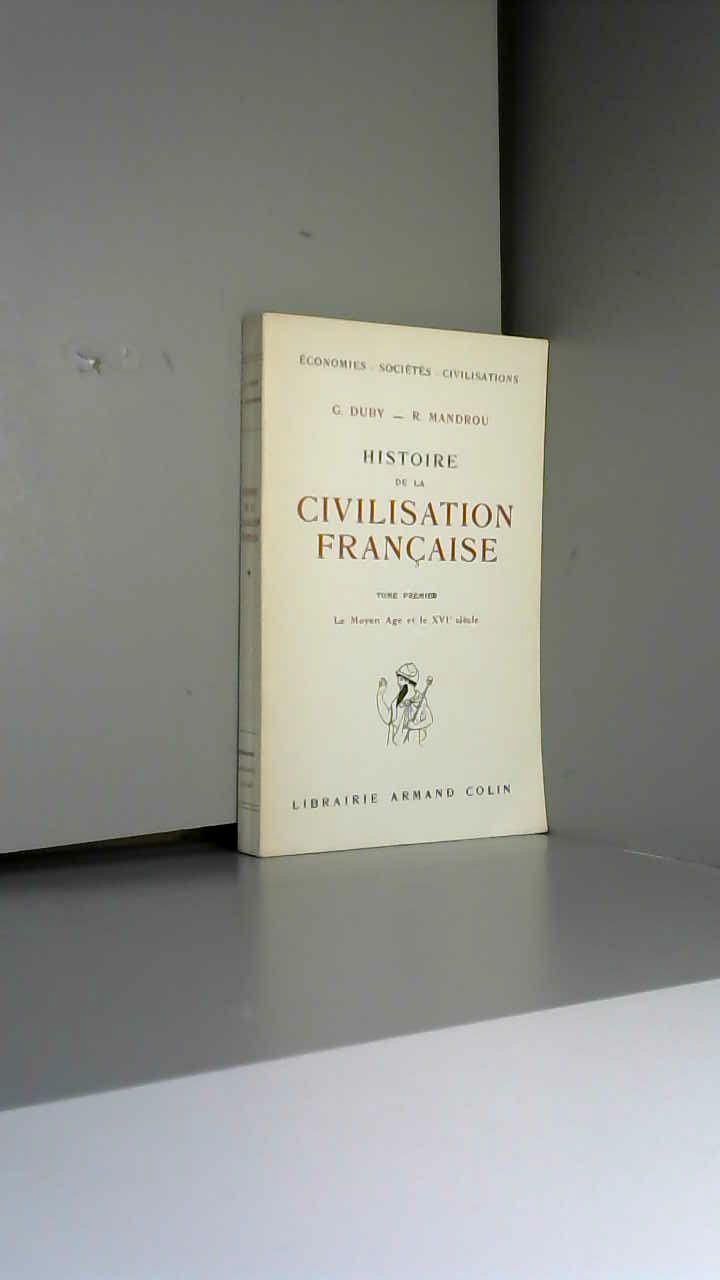 ÉCONOMIES - SOCIÉTÉS - CIVILISATIONS
G. DUBY — R. MANDROU
HISTOIRE
DE LA
CIVILISATION
FRANÇAISE
TOME PREMIER
Le Moyen Age et le XVIe siècle
LIBRAIRIE ARMAND COLIN